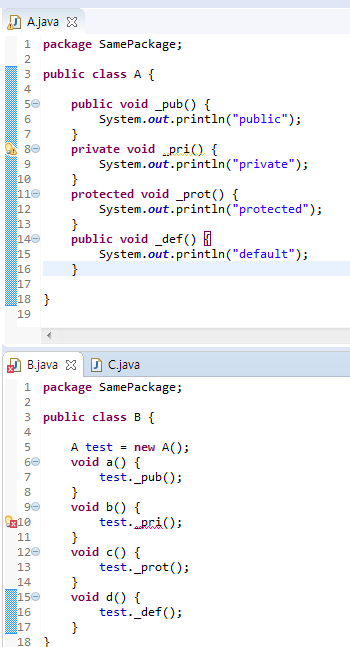 A.java
1 package SamePackage;
2
3 public class A {
4
5 public void _pub() {
6 System.out.println("public");
7 }
8 private void _pri() {
9 System.out.println("private");
10 }
11 protected void _prot() {
12 System.out.println("protected");
13 }
14 public void _def() {
15 System.out.println("default");
16 }
17
18 }
19
B.java C.java
1 package SamePackage;
2
3 public class B {
4
5 A test = new A();
6 void a() {
7 test._pub();
8 }
9 void b() {
10 test._pri();
11 }
12 void c() {
13 test._prot();
14 }
15 void d() {
16 test._def();
17 }
18 }